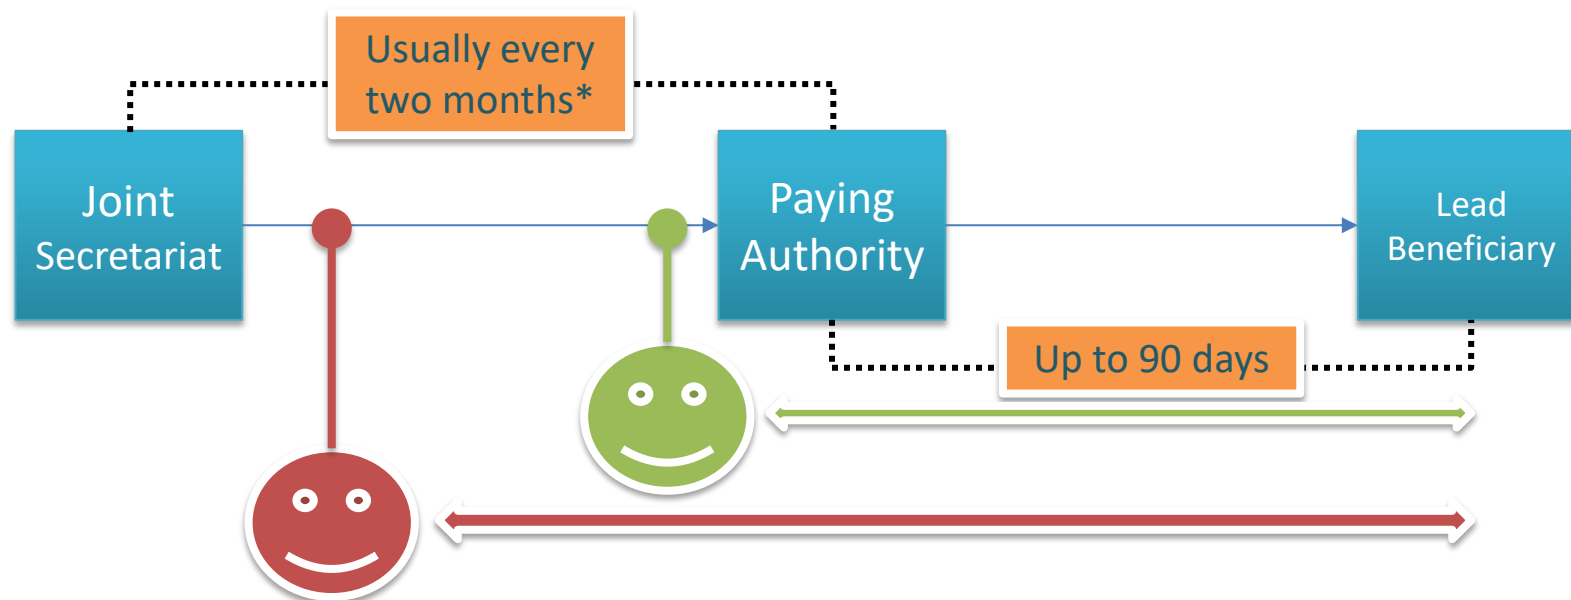 Usually every
two months*
Joint
Secretariat
Paying
Authority
Lead
Beneficiary
Up to 90 days